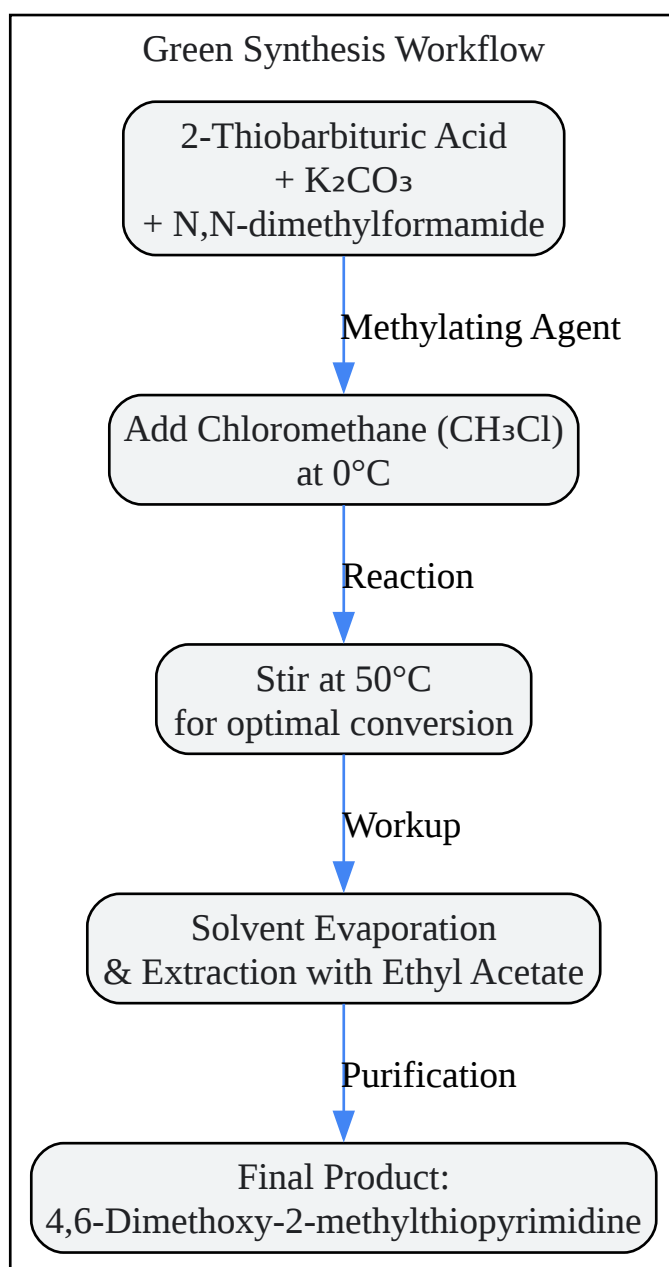 Green Synthesis Workflow
2-Thiobarbituric Acid
+ K₂CO₃
+ N,N-dimethylformamide
Methylating Agent
Add Chloromethane (CH₃Cl)
at 0°C
Reaction
Stir at 50°C
for optimal conversion
Workup
Solvent Evaporation
& Extraction with Ethyl Acetate
Purification
Final Product:
4,6-Dimethoxy-2-methylthiopyrimidine